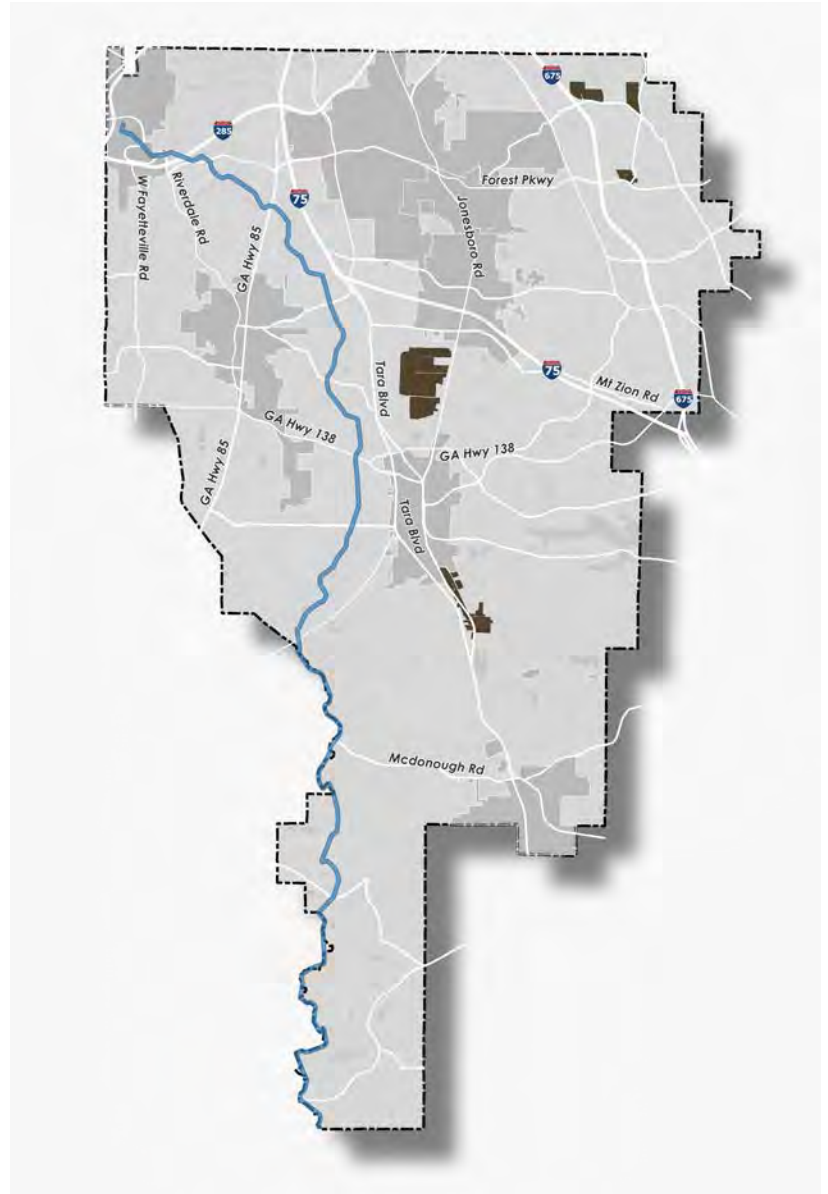 675
285
Forest Pkwy
W Fayetteville Rd
Riverdale Rd
75
GA Hwy 85
Jonesboro Rd
Tara Blvd
75
Mt Zion Rd
675
GA Hwy 138
GA Hwy 138
GA Hwy 85
Tara Blvd
Mcdonough Rd